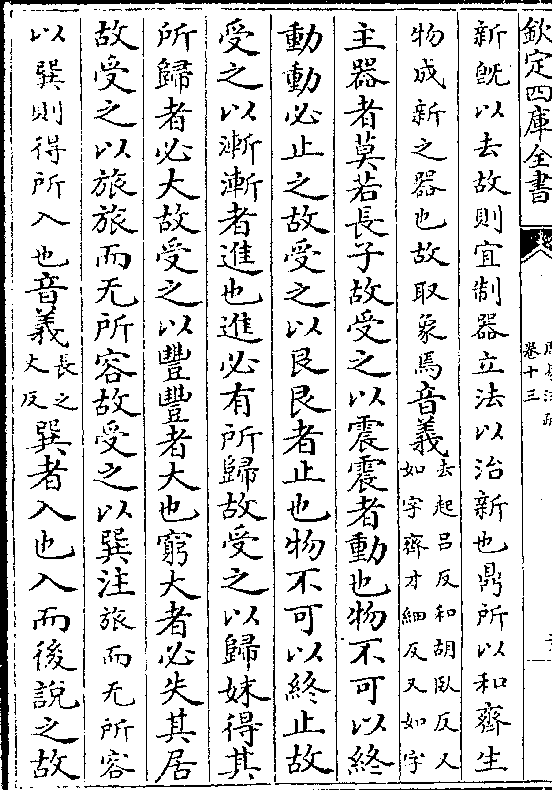 欽定四庫全書
卷十三
新既以去故則宜制器立法以治新也鼎所以和齊生
物成新之器也故取象焉音義去起呂反和胡臥反又如字齊才細反又如字
主器者莫若長子故受之以震震者動也物不可以終
動動必止之故受之以艮艮者止也物不可以終止故
受之以漸漸者進也進必有所歸故受之以歸妹得其
所歸者必大故受之以豐豐者大也窮大者必失其居
故受之以旅旅而无所容故受之以巽注旅而无所容
以巽則得所入也音義長之丈反巽者入也入而後說之故